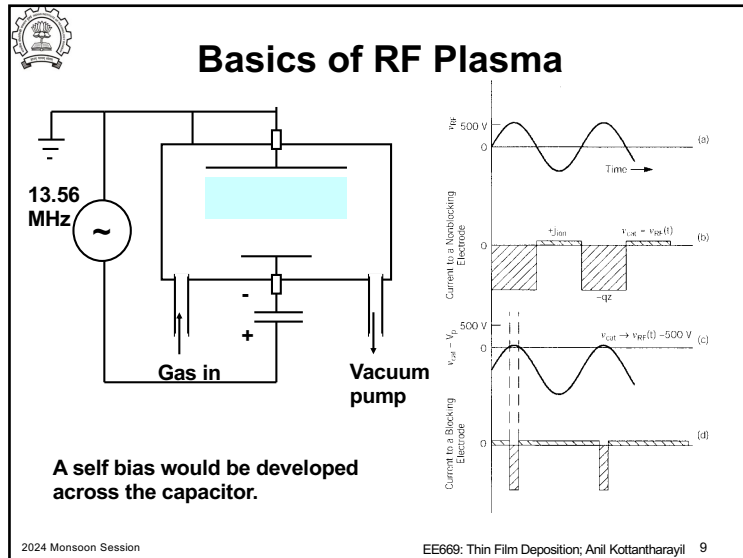 Basics of RF Plasma
13.56
MHz
~
-
+
Gas in
Vacuum
pump
A self bias would be developed
across the capacitor.
v_RF
500 V
0
Time
(a)
Current to a Nonblocking
Electrode
0
+j_ion
v_cat = v_RF(t)
(b)
v_cat – V_p
500 V
0
v_cat → v_RF(t) –500 V
(c)
Current to a Blocking
Electrode
0
(d)
2024 Monsoon Session
EE669: Thin Film Deposition; Anil Kottantharayil 9